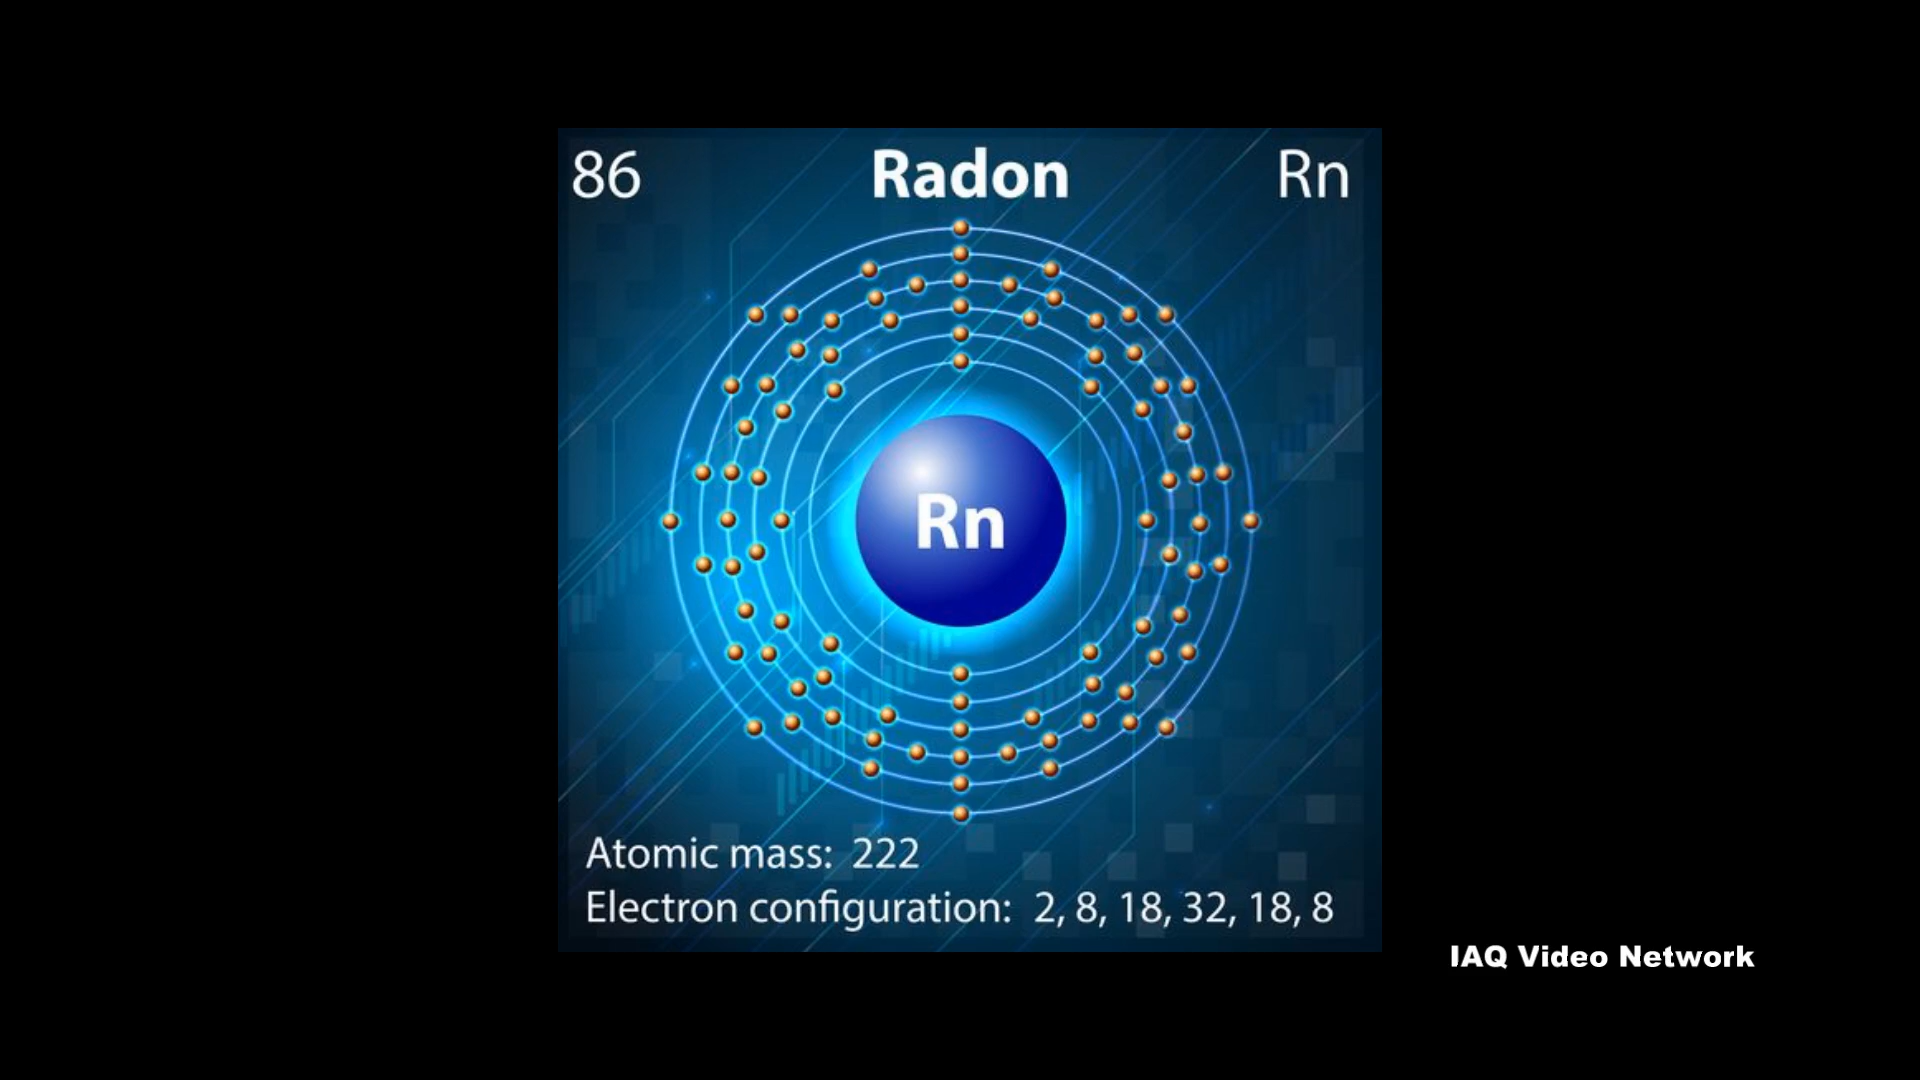 86 Radon Rn
Rn
Atomic mass: 222
Electron configuration: 2, 8, 18, 32, 18, 8
IAQ Video Network